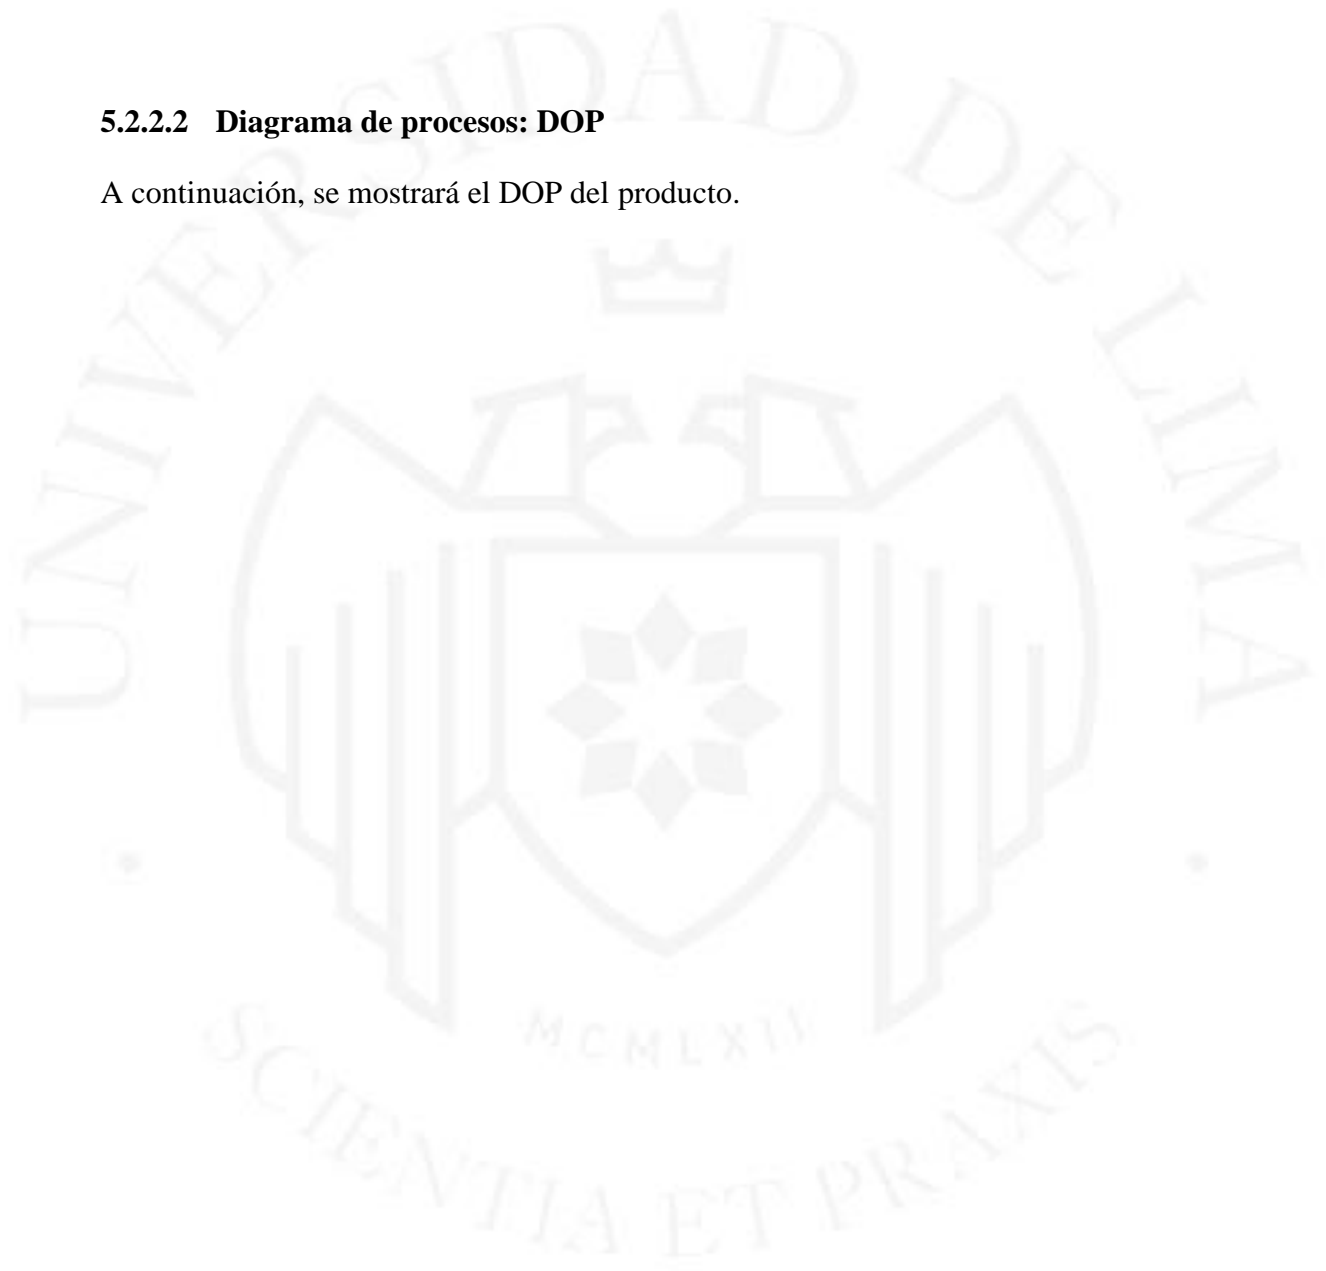 5.2.2.2 Diagrama de procesos: DOP
A continuación, se mostrará el DOP del producto.
UNIVERSIDAD DE LIMA
MCMLXII
SCIENTIA ET PRAXIS